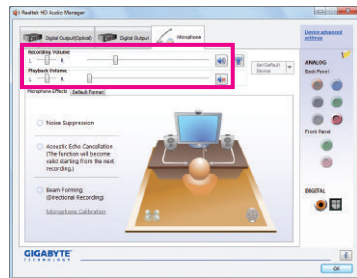 Realtek HD Audio Manager
Digital Output(Optical)
Digital Output
Microphone
Device advanced
settings
Recording Volume
L
R
Set Default
Device
Playback Volume
L
R
ANALOG
Back Panel
Microphone Effects
Default Format
Noise Suppression
Acoustic Echo Cancellation
(The function will become
valid starting from the next
recording.)
Front Panel
Beam Forming
(Directional Recording)
Microphone Calibration
DIGITAL
GIGABYTE
TECHNOLOGY
OK